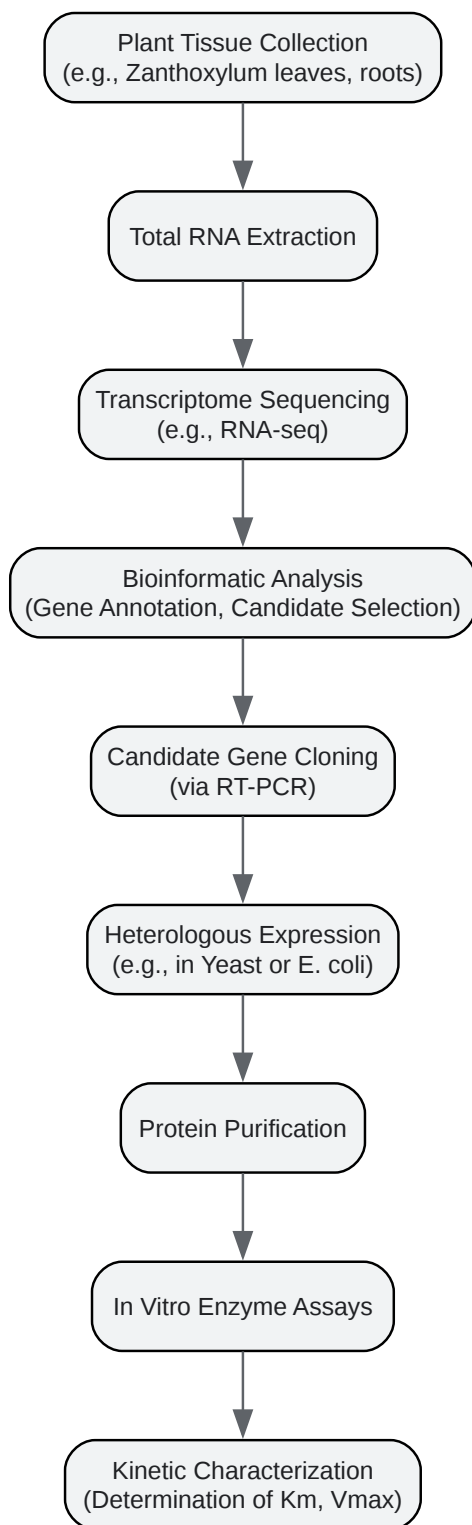 Plant Tissue Collection
(e.g., Zanthoxylum leaves, roots)
Total RNA Extraction
Transcriptome Sequencing
(e.g., RNA-seq)
Bioinformatic Analysis
(Gene Annotation, Candidate Selection)
Candidate Gene Cloning
(via RT-PCR)
Heterologous Expression
(e.g., in Yeast or E. coli)
Protein Purification
In Vitro Enzyme Assays
Kinetic Characterization
(Determination of Km, Vmax)